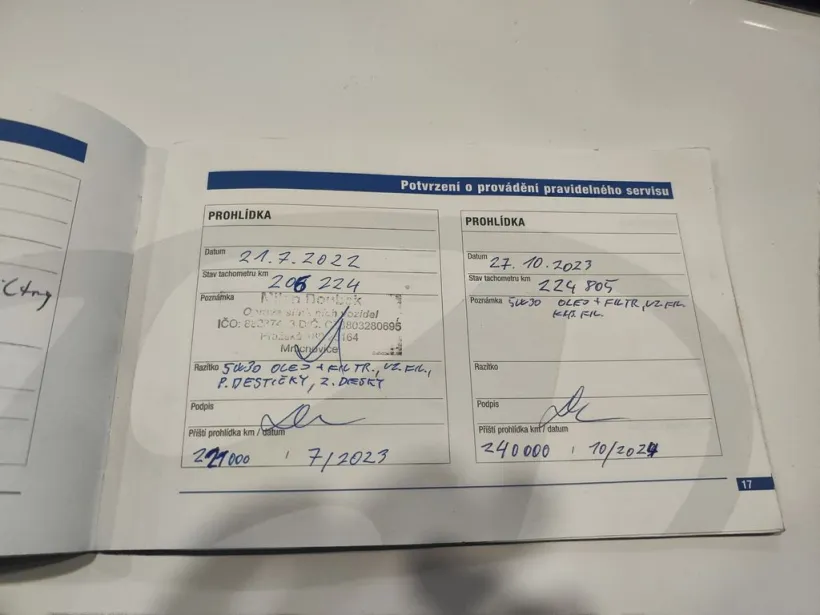 Potvrzení o provádění pravidelného servisu
PROHLÍDKA
Datum 21.7.2022
Stav tachometru km 206 224
Poznámka
Razítko 5W30 OLEJ + FILTR., VZ. FIL.,
P. DESTIČKY, Z. DESKY
Podpis
Příští prohlídka km / datum
221000 / 7/2023
PROHLÍDKA
Datum 27.10.2023
Stav tachometru km 224 805
Poznámka 5W30 OLEJ + FILTR, VZ. FIL.
KAB FIL.
Razítko
Podpis
Příští prohlídka km / datum
240000 / 10/2024
17